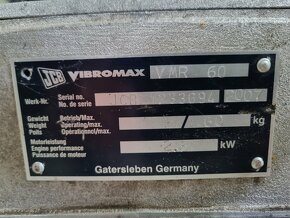 JCB VIBROMAX VMR 60
Werk-Nr. Serial no.
No. de serie
Gewicht Betrieb/Max.
Weight Operating/max.
Poids Opérationnel/max. kg
Motorleistung
Engine performance kW
Puissance de moteur
Gatersleben Germany